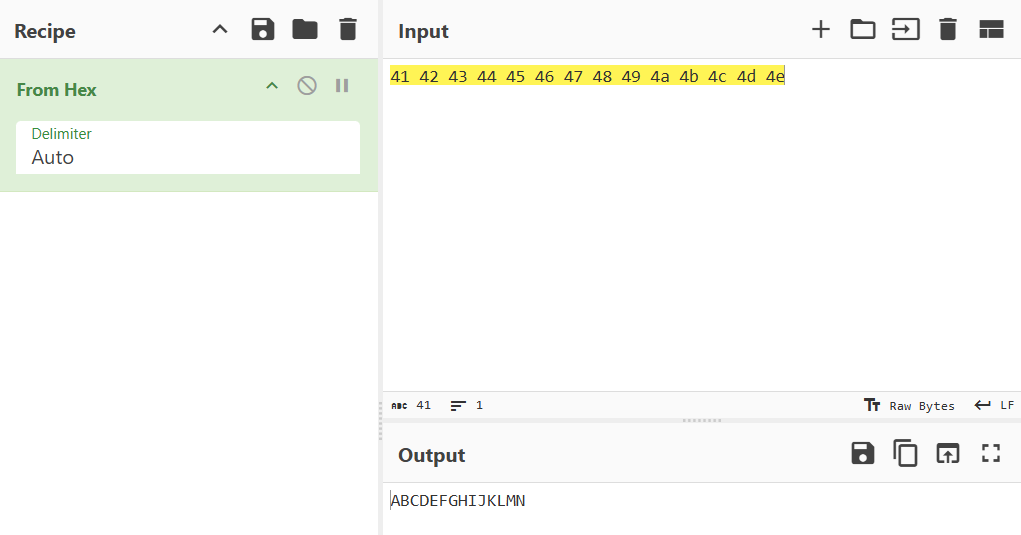 Recipe
From Hex
Delimiter
Auto
Input
41 42 43 44 45 46 47 48 49 4a 4b 4c 4d 4e
ABC 41 1 Tт Raw Bytes LF
Output
ABCDEFGHIJKLMN